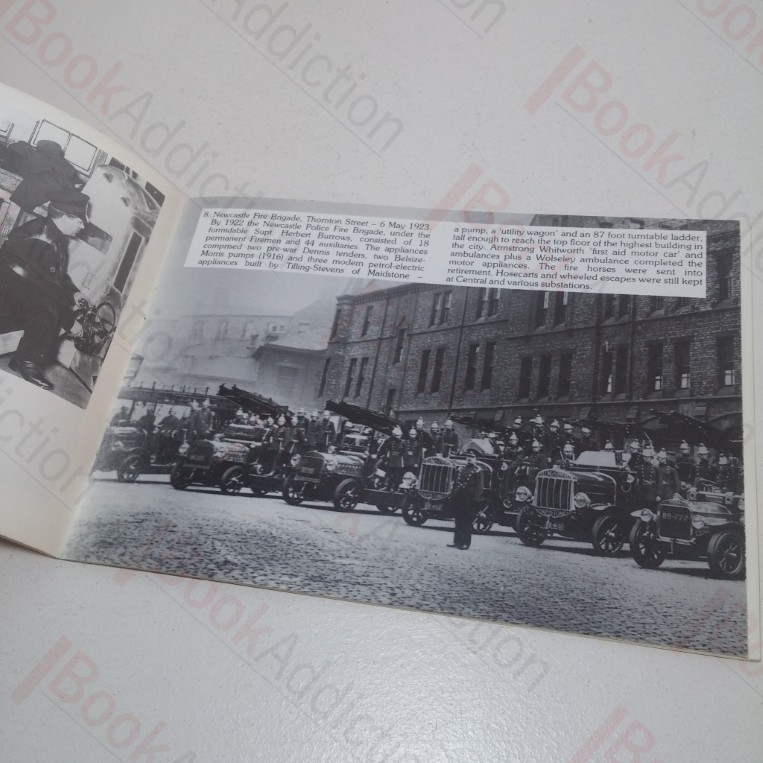 8. Newcastle Fire Brigade, Thornton Street – 6 May 1923.
By 1922 the Newcastle Police Fire Brigade, under the
formidable Supt. Herbert Burrows, consisted of 18
permanent Firemen and 44 auxiliaries. The appliances
comprised two pre-war Dennis tenders, two Belsize-
Morris pumps (1916) and three modern petrol-electric
appliances built by Tilling-Stevens of Maidstone –
a pump, a 'utility wagon' and an 87 foot turntable ladder,
tall enough to reach the top floor of the highest building in
the city. Armstrong Whitworth 'first aid motor car' and
ambulances plus a Wolseley ambulance completed the
motor appliances. The fire horses were sent into
retirement. Hosecarts and wheeled escapes were still kept
at Central and various substations.
BookAddiction
BookAddiction
BookAddiction
BookAddiction
BookAddiction
BookAddiction